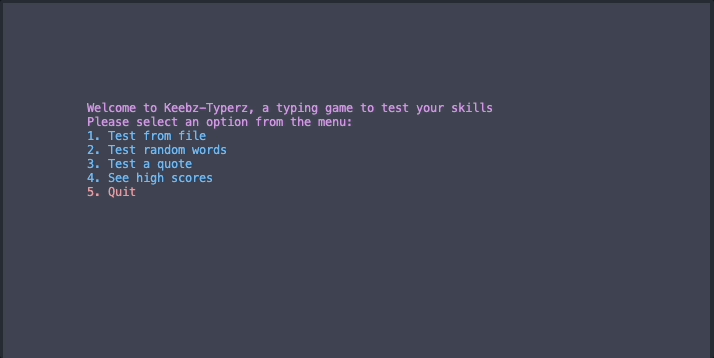 Welcome to Keebz-Typerz, a typing game to test your skills
Please select an option from the menu:
1. Test from file
2. Test random words
3. Test a quote
4. See high scores
5. Quit